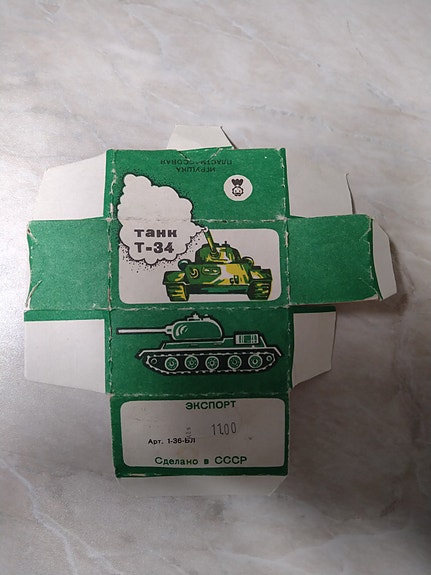 ИГРУШКА
ПЛАСТМАССОВАЯ
танк
Т-34
ЭКСПОРТ
11.00
Арт. 1-36-БЛ
Сделано в СССР